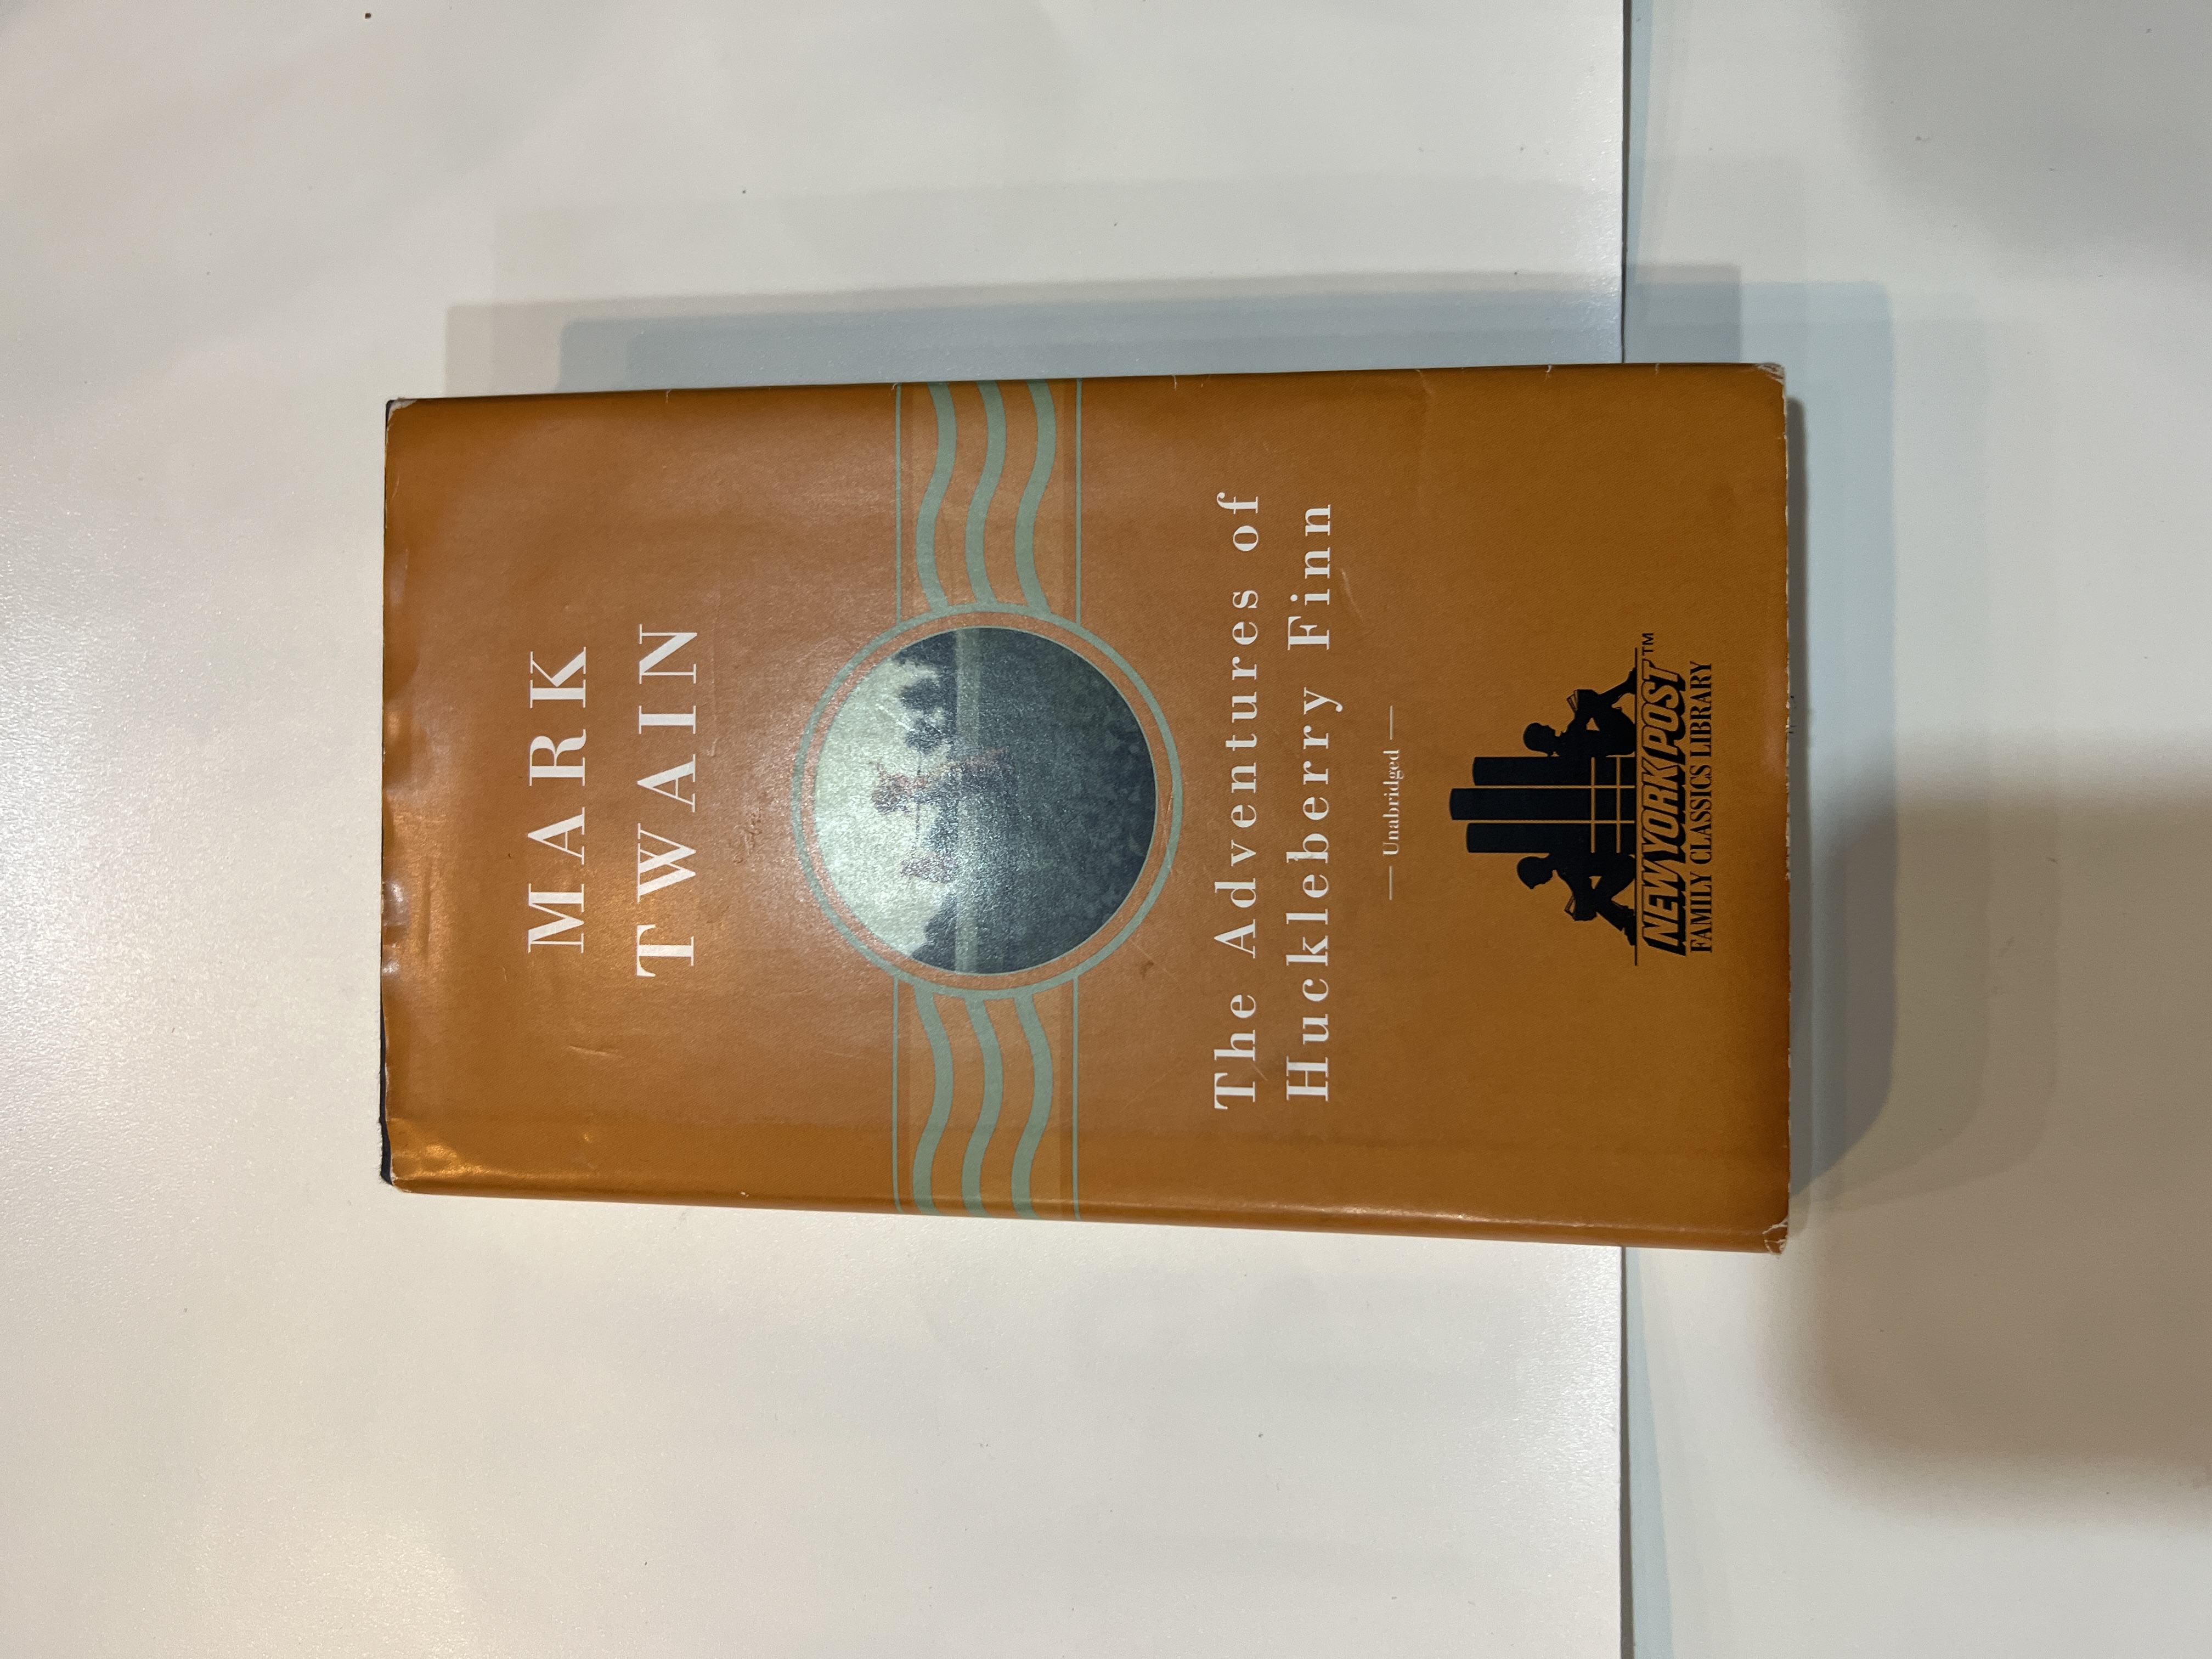 MARK
TWAIN
The Adventures of
Huckleberry Finn
— Unabridged —
NEW YORK POST™
FAMILY CLASSICS LIBRARY